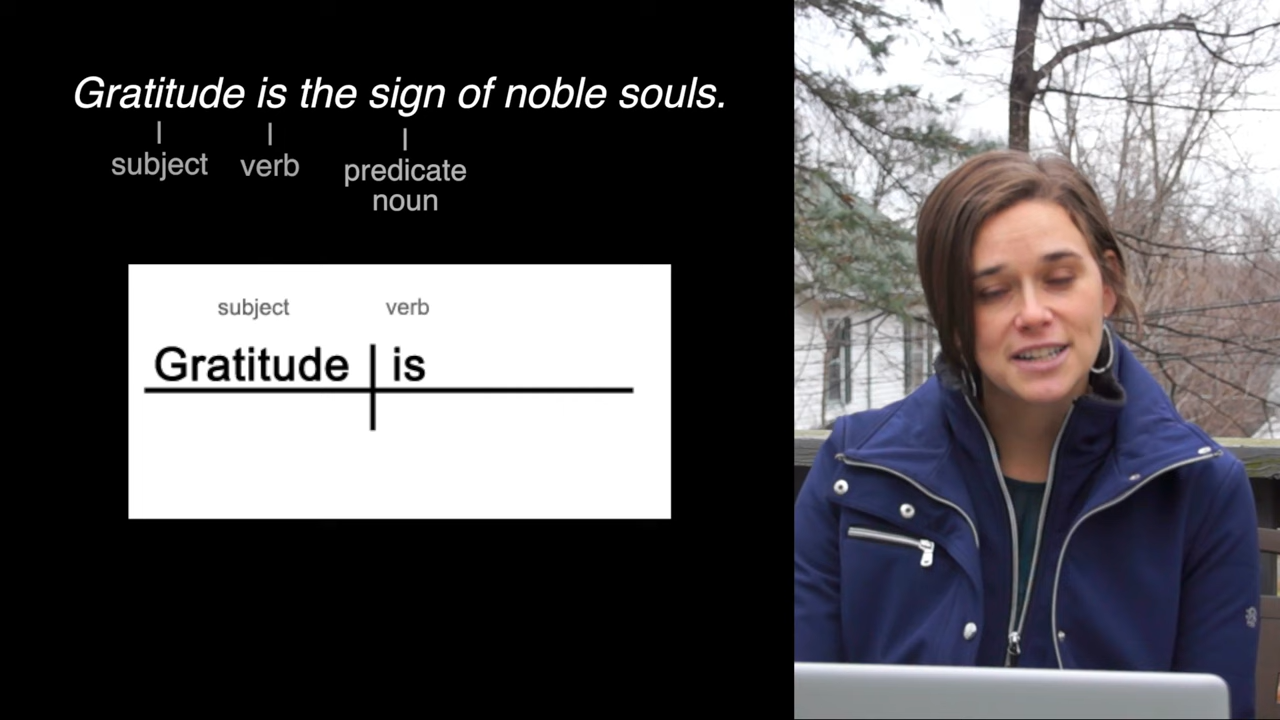 Gratitude is the sign of noble souls.
subject verb predicate
noun
subject verb
Gratitude is